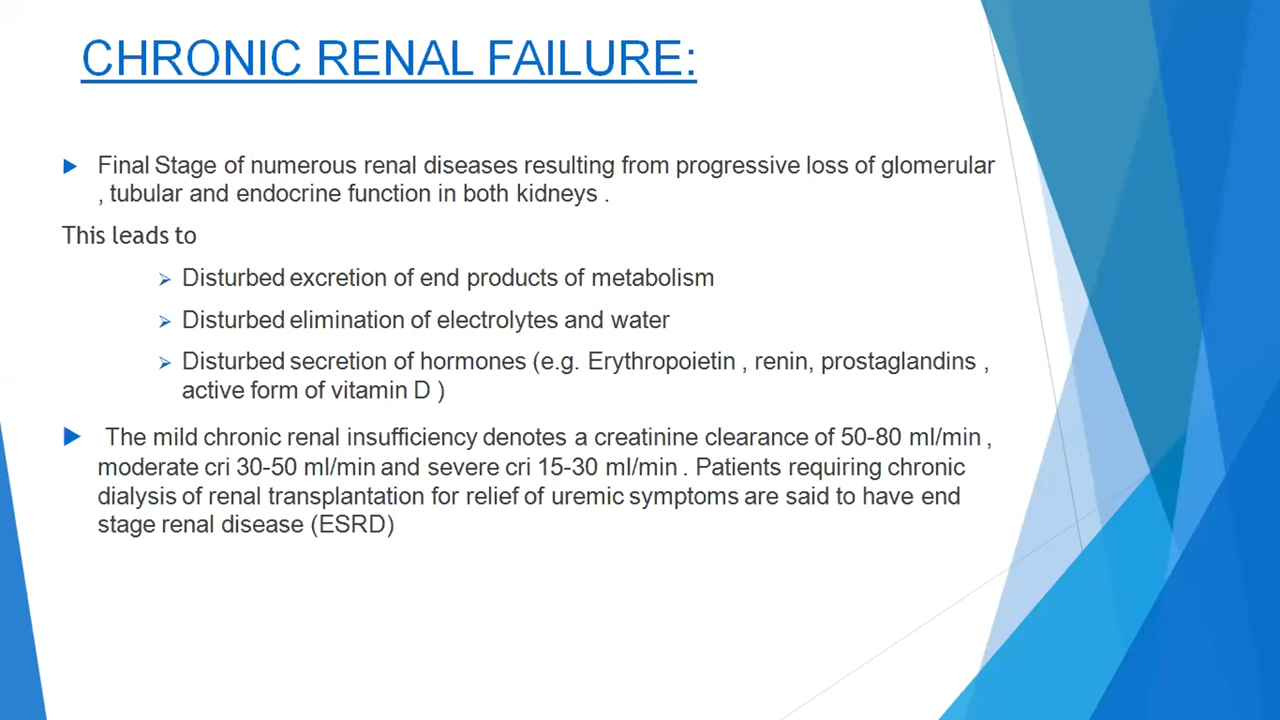 CHRONIC RENAL FAILURE:
Final Stage of numerous renal diseases resulting from progressive loss of glomerular
, tubular and endocrine function in both kidneys .
This leads to
Disturbed excretion of end products of metabolism
Disturbed elimination of electrolytes and water
Disturbed secretion of hormones (e.g. Erythropoietin , renin, prostaglandins ,
active form of vitamin D )
The mild chronic renal insufficiency denotes a creatinine clearance of 50-80 ml/min ,
moderate cri 30-50 ml/min and severe cri 15-30 ml/min . Patients requiring chronic
dialysis of renal transplantation for relief of uremic symptoms are said to have end
stage renal disease (ESRD)